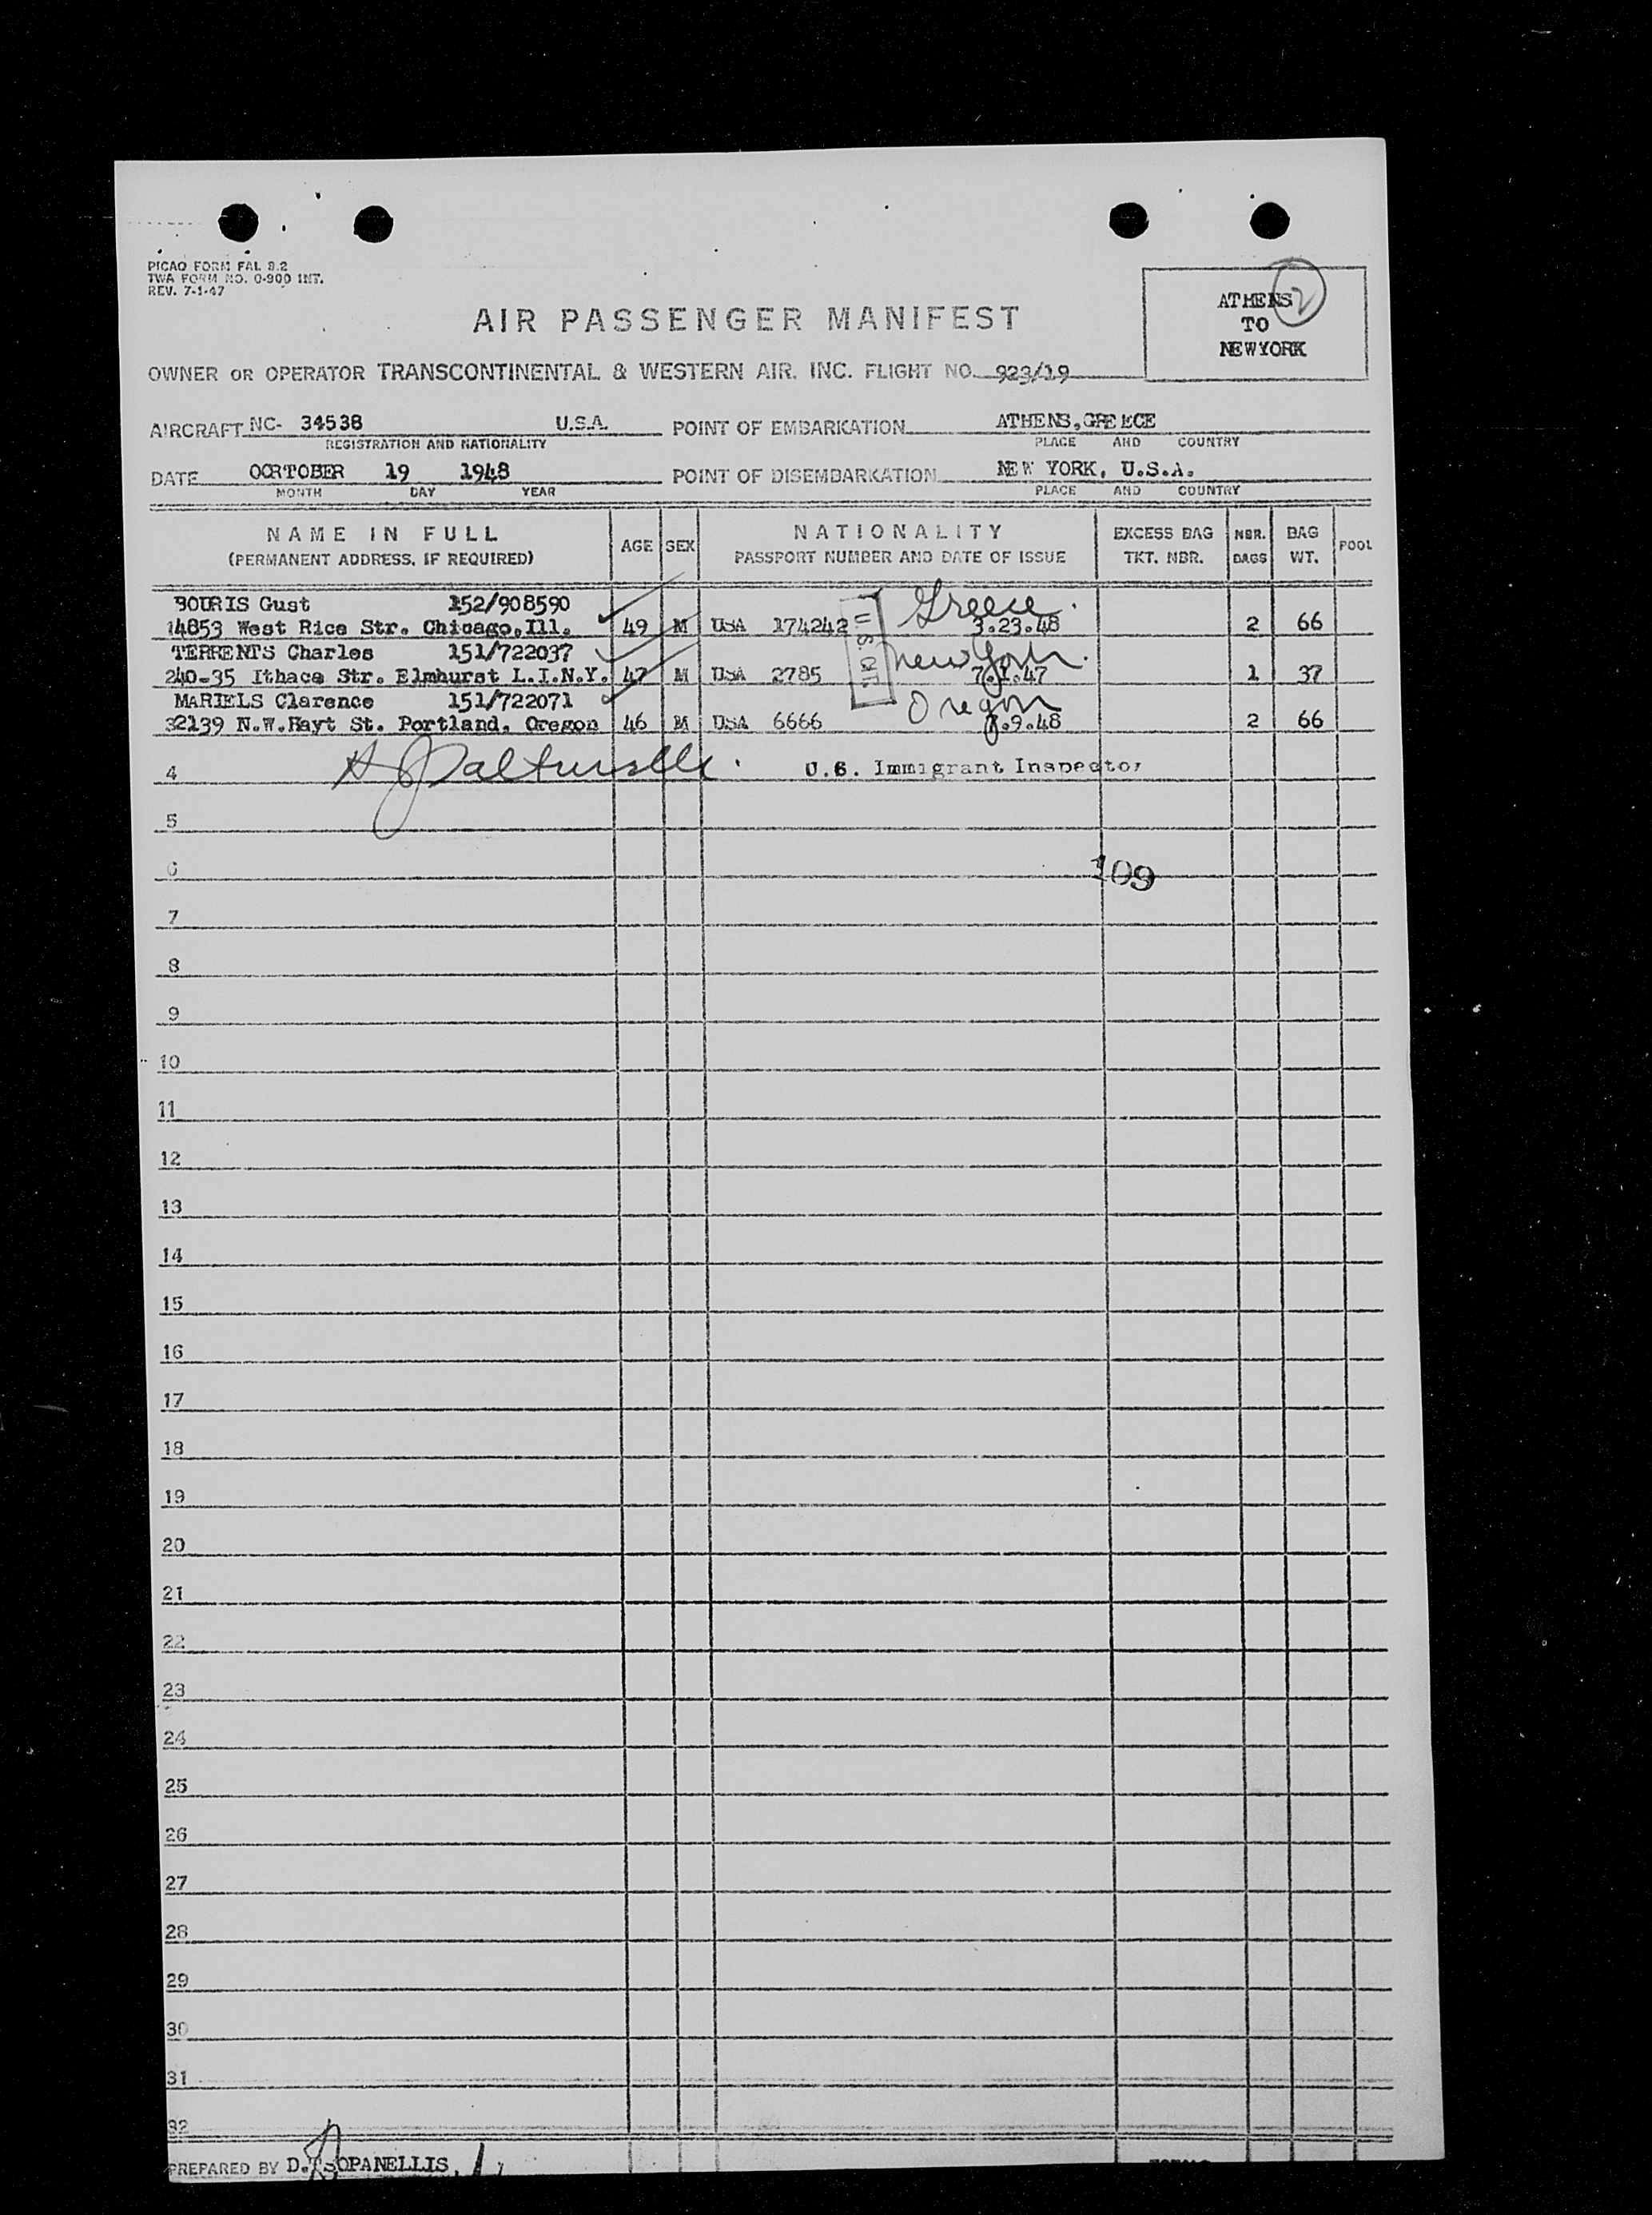 PICAO FORM FAL 9.2
TWA FORM NO. 0-900 INT.
REV. 7-1-47
ATHENS 2
TO
NEWYORK
AIR PASSENGER MANIFEST
OWNER OR OPERATOR TRANSCONTINENTAL & WESTERN AIR. INC. FLIGHT NO. 923/19
AIRCRAFT NC- 34538 U.S.A. POINT OF EMBARKATION ATHENS, GREECE
REGISTRATION AND NATIONALITY PLACE AND COUNTRY
DATE OCRTOBER 19 1948 POINT OF DISEMBARKATION NEW YORK, U.S.A.
MONTH DAY YEAR PLACE AND COUNTRY
NAME IN FULL AGE SEX NATIONALITY EXCESS BAG NBR. BAG POOL
(PERMANENT ADDRESS, IF REQUIRED) PASSPORT NUMBER AND DATE OF ISSUE TKT. NBR. BAGS WT.
BOURIS Gust 152/908590 Greece.
14853 West Rice Str. Chicago,Ill. 49 M USA 174242 3.23.48 2 66
TERRENTS Charles 151/722037 new york.
240-35 Ithaca Str. Elmhurst L.I.N.Y. 47 M USA 2785 7.1.47 1 37
MARIELS Clarence 151/722071 Oregon
32139 N.W.Hayt St. Portland, Oregon 46 M USA 6666 .9.48 2 66
4 U.S. Immigrant Inspector
5
6 109
7
8
9
10
11
12
13
14
15
16
17
18
19
20
21
22
23
24
25
26
27
28
29
30
31
32
PREPARED BY D.TSOPANELLIS